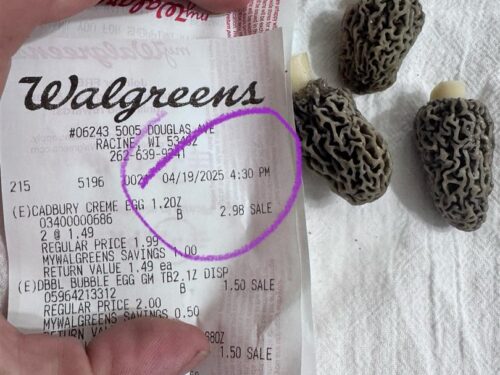 Walgreens
#06243 5005 DOUGLAS AVE
RACINE, WI 53402
262-639-9241
215 5196 0021 04/19/2025 4:30 PM
(E)CADBURY CREME EGG 1.20Z
03400000686 B 2.98 SALE
2 @ 1.49
REGULAR PRICE 1.99
MYWALGREENS SAVINGS 1.00
RETURN VALUE 1.49 ea
(E)DBBL BUBBLE EGG GM TB2.1Z DISP
05964213312 B 1.50 SALE
REGULAR PRICE 2.00
MYWALGREENS SAVINGS 0.50
RETURN VALUE
1.50 SALE